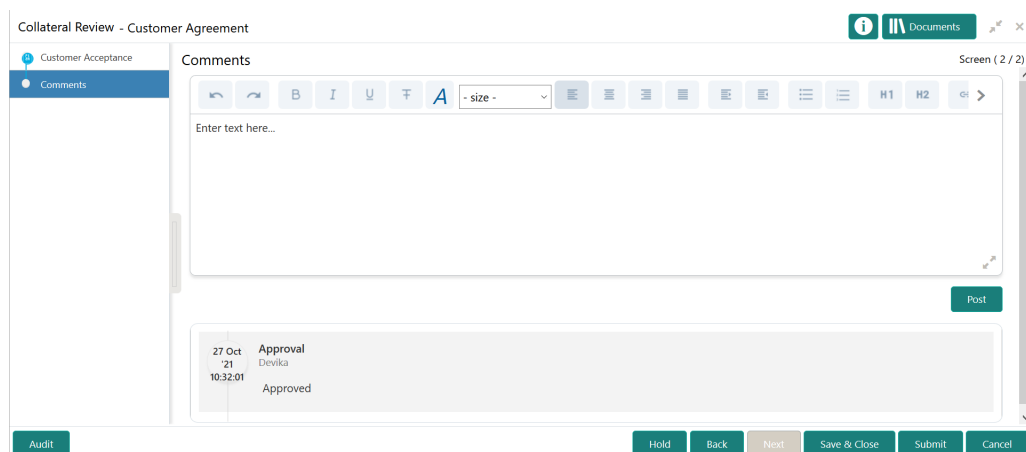 Collateral Review - Customer Agreement
Documents
Customer Acceptance
Comments
Comments
Screen ( 2 / 2)
B I U T A - size - H1 H2
Enter text here...
Post
27 Oct '21 10:32:01
Approval
Devika
Approved
Audit
Hold Back Next Save & Close Submit Cancel